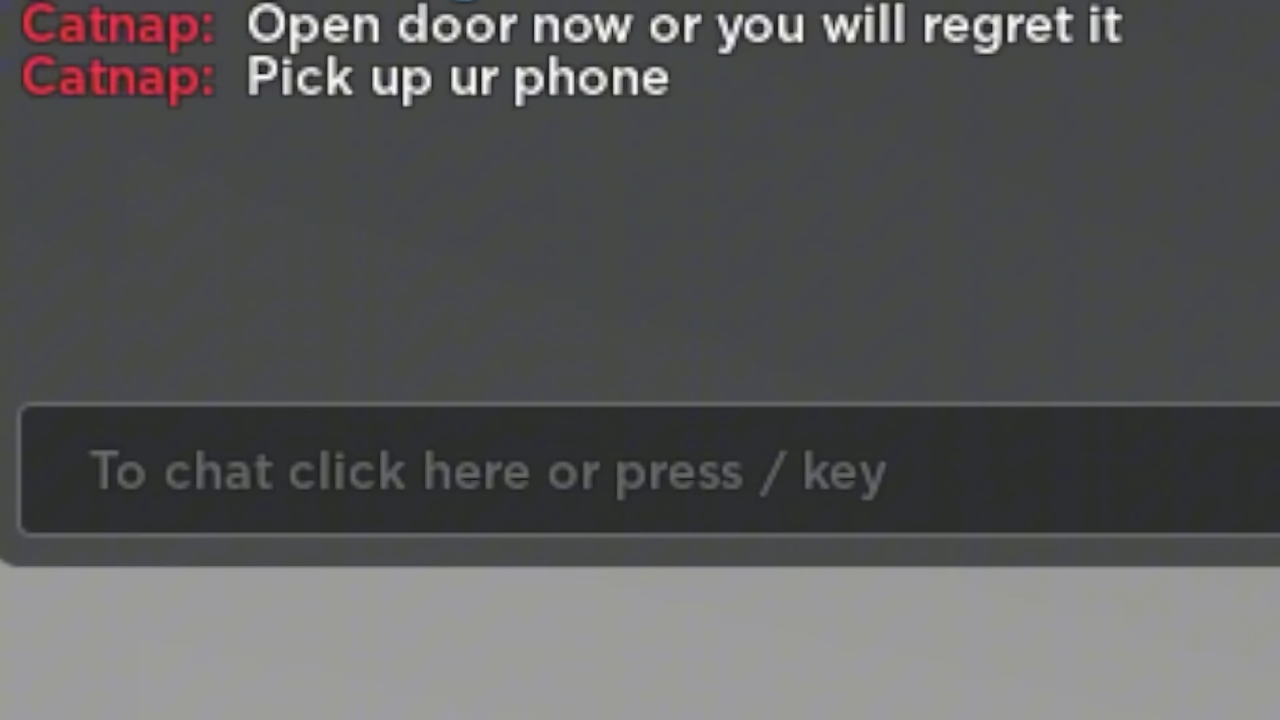 Catnap: Open door now or you will regret it
Catnap: Pick up ur phone
To chat click here or press / key